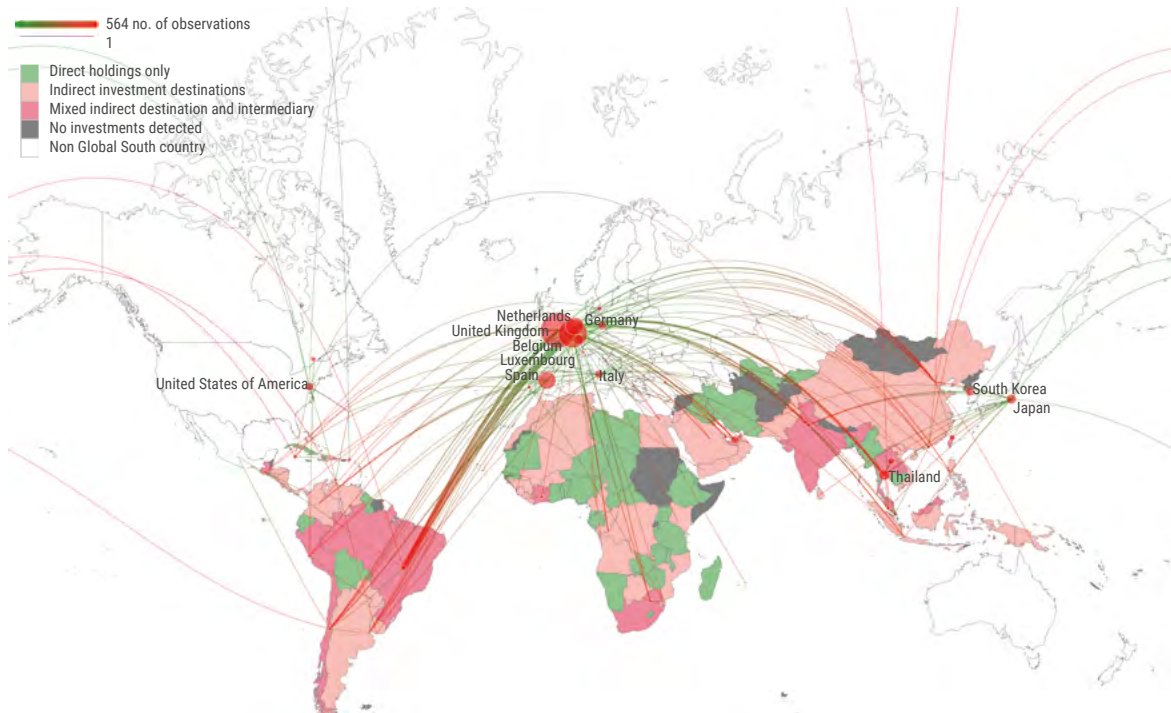 564 no. of observations
1
Direct holdings only
Indirect investment destinations
Mixed indirect destination and intermediary
No investments detected
Non Global South country
Netherlands
Germany
United Kingdom
Belgium
Luxembourg
Spain
Italy
United States of America
South Korea
Japan
Thailand